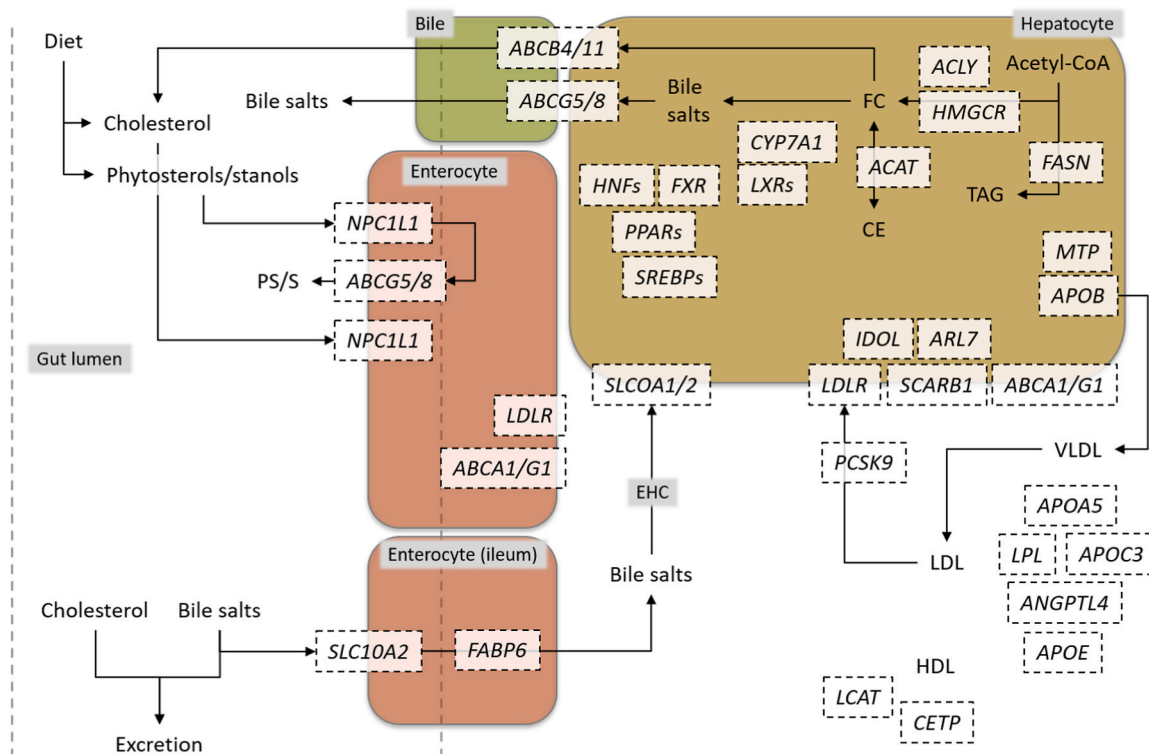 Diet
Bile
Hepatocyte
ABCB4/11
ACLY
Acetyl-CoA
Bile salts
ABCG5/8
Bile
salts
FC
HMGCR
Cholesterol
CYP7A1
Phytosterols/stanols
Enterocyte
HNFs
FXR
LXRs
ACAT
FASN
TAG
NPC1L1
PPARs
CE
MTP
PS/S
ABCG5/8
SREBPs
APOB
Gut lumen
NPC1L1
IDOL
ARL7
SLCOA1/2
LDLR
SCARB1
ABCA1/G1
LDLR
ABCA1/G1
PCSK9
VLDL
EHC
APOA5
Enterocyte (ileum)
Bile salts
LDL
LPL
APOC3
Cholesterol
Bile salts
ANGPTL4
SLC10A2
FABP6
APOE
HDL
LCAT
CETP
Excretion